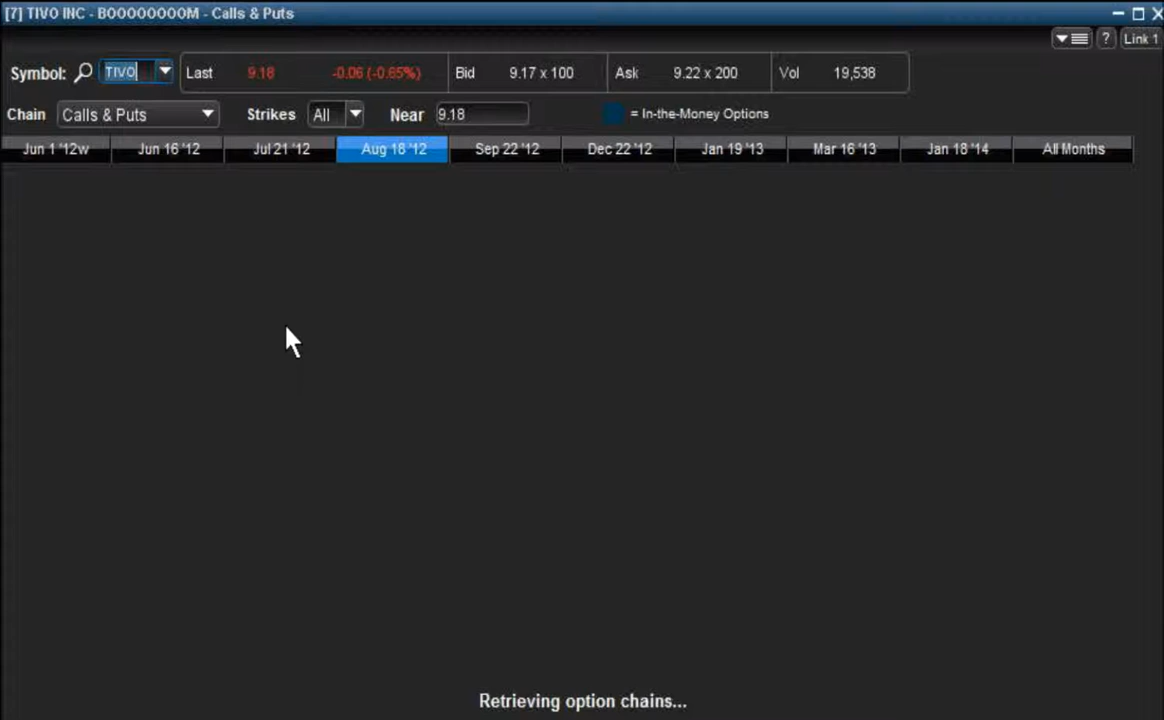 [7] TIVO INC - BOOOOOOOOM - Calls & Puts
? Link 1
Symbol: TIVO Last 9.18 -0.06 (-0.65%) Bid 9.17 x 100 Ask 9.22 x 200 Vol 19,538
Chain Calls & Puts Strikes All Near 9.18 = In-the-Money Options
Jun 1 '12w Jun 16 '12 Jul 21 '12 Aug 18 '12 Sep 22 '12 Dec 22 '12 Jan 19 '13 Mar 16 '13 Jan 18 '14 All Months
Retrieving option chains...